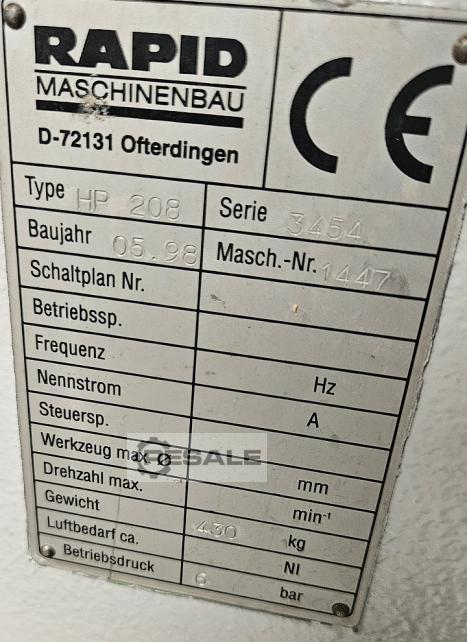 RAPID
MASCHINENBAU
D-72131 Ofterdingen
CE
Type HP 208 Serie 3454
Baujahr 05.98 Masch.-Nr. 1447
Schaltplan Nr.
Betriebssp.
Frequenz Hz
Nennstrom A
Steuersp.
Werkzeug max Ø mm
RESALE
Drehzahl max. min⁻¹
Gewicht 430 kg
Luftbedarf ca. Nl
Betriebsdruck 6 bar